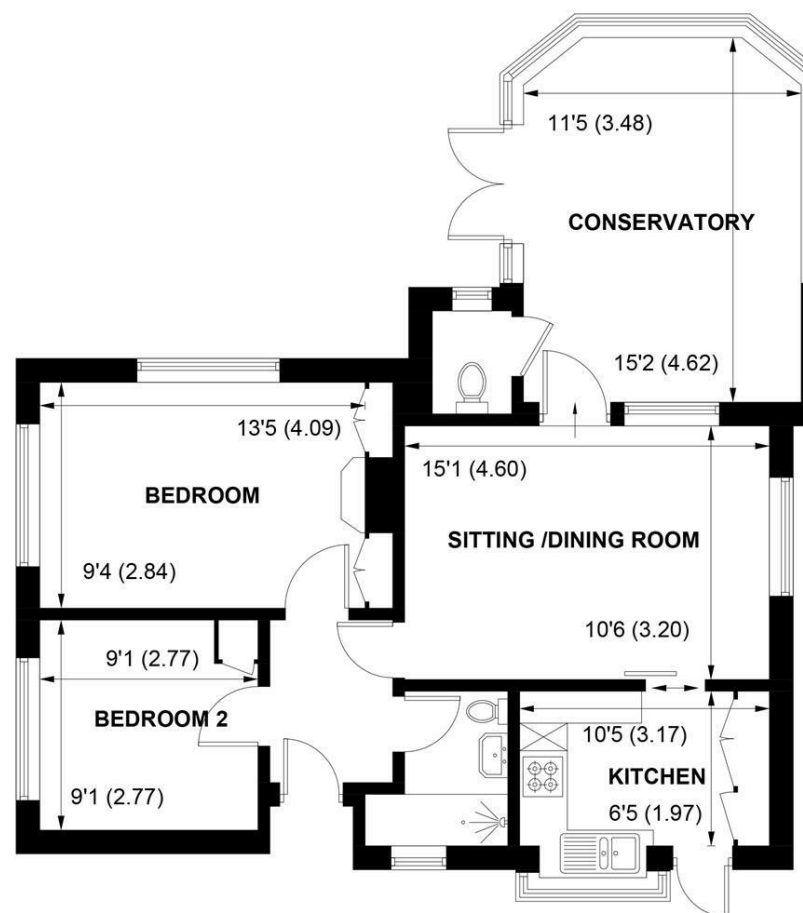 11'5 (3.48)
CONSERVATORY
15'2 (4.62)
13'5 (4.09)
BEDROOM
9'4 (2.84)
15'1 (4.60)
SITTING /DINING ROOM
10'6 (3.20)
9'1 (2.77)
BEDROOM 2
9'1 (2.77)
10'5 (3.17)
KITCHEN
6'5 (1.97)